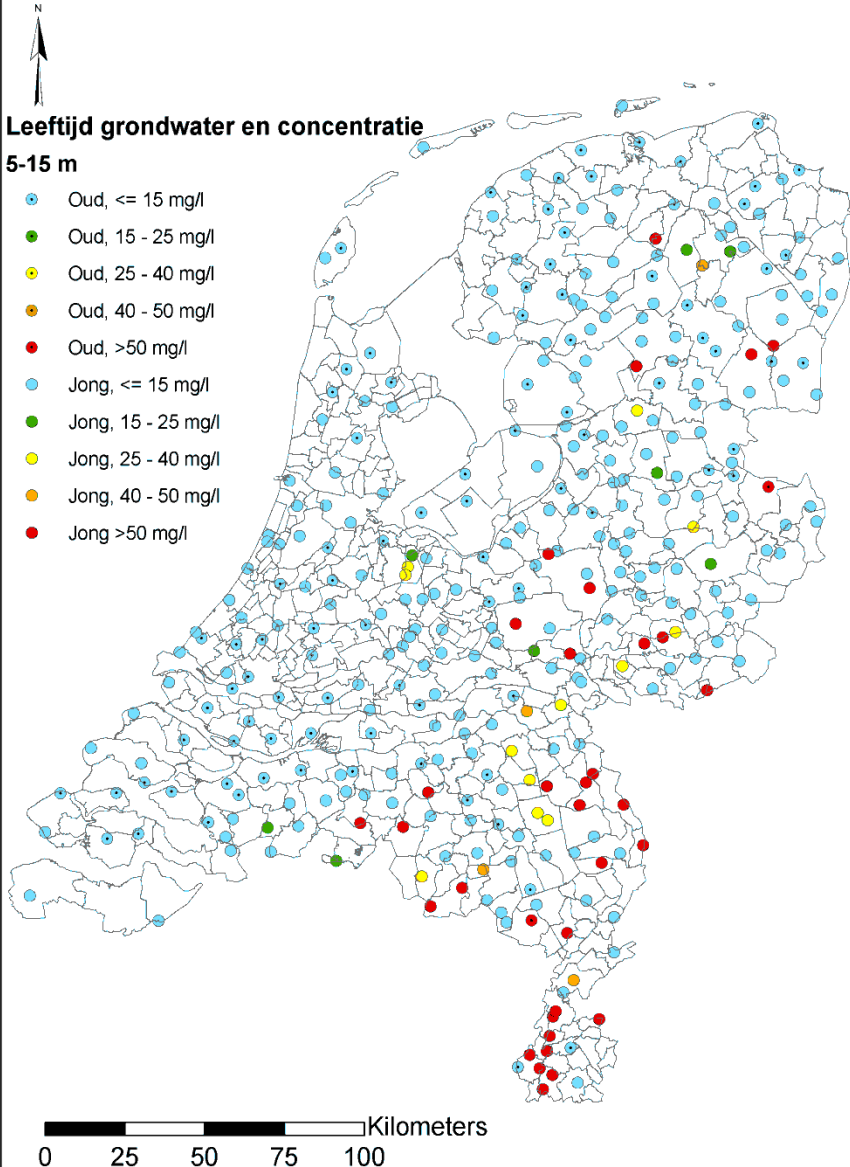 N
Leeftijd grondwater en concentratie
5-15 m
Oud, <= 15 mg/l
Oud, 15 - 25 mg/l
Oud, 25 - 40 mg/l
Oud, 40 - 50 mg/l
Oud, >50 mg/l
Jong, <= 15 mg/l
Jong, 15 - 25 mg/l
Jong, 25 - 40 mg/l
Jong, 40 - 50 mg/l
Jong >50 mg/l
Kilometers
0 25 50 75 100